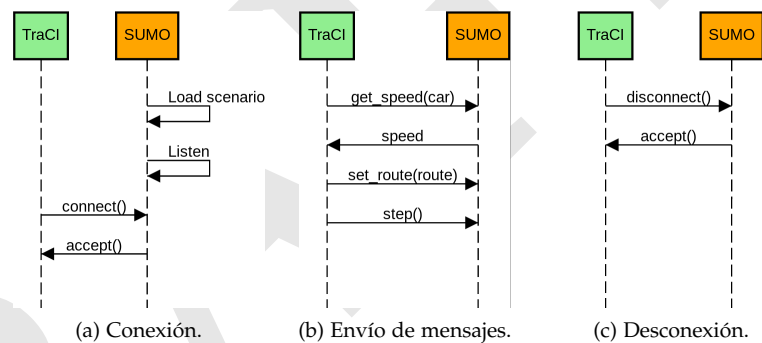 TraCI SUMO
Load scenario
Listen
connect()
accept()
(a) Conexión.
TraCI SUMO
get_speed(car)
speed
set_route(route)
step()
(b) Envío de mensajes.
TraCI SUMO
disconnect()
accept()
(c) Desconexión.